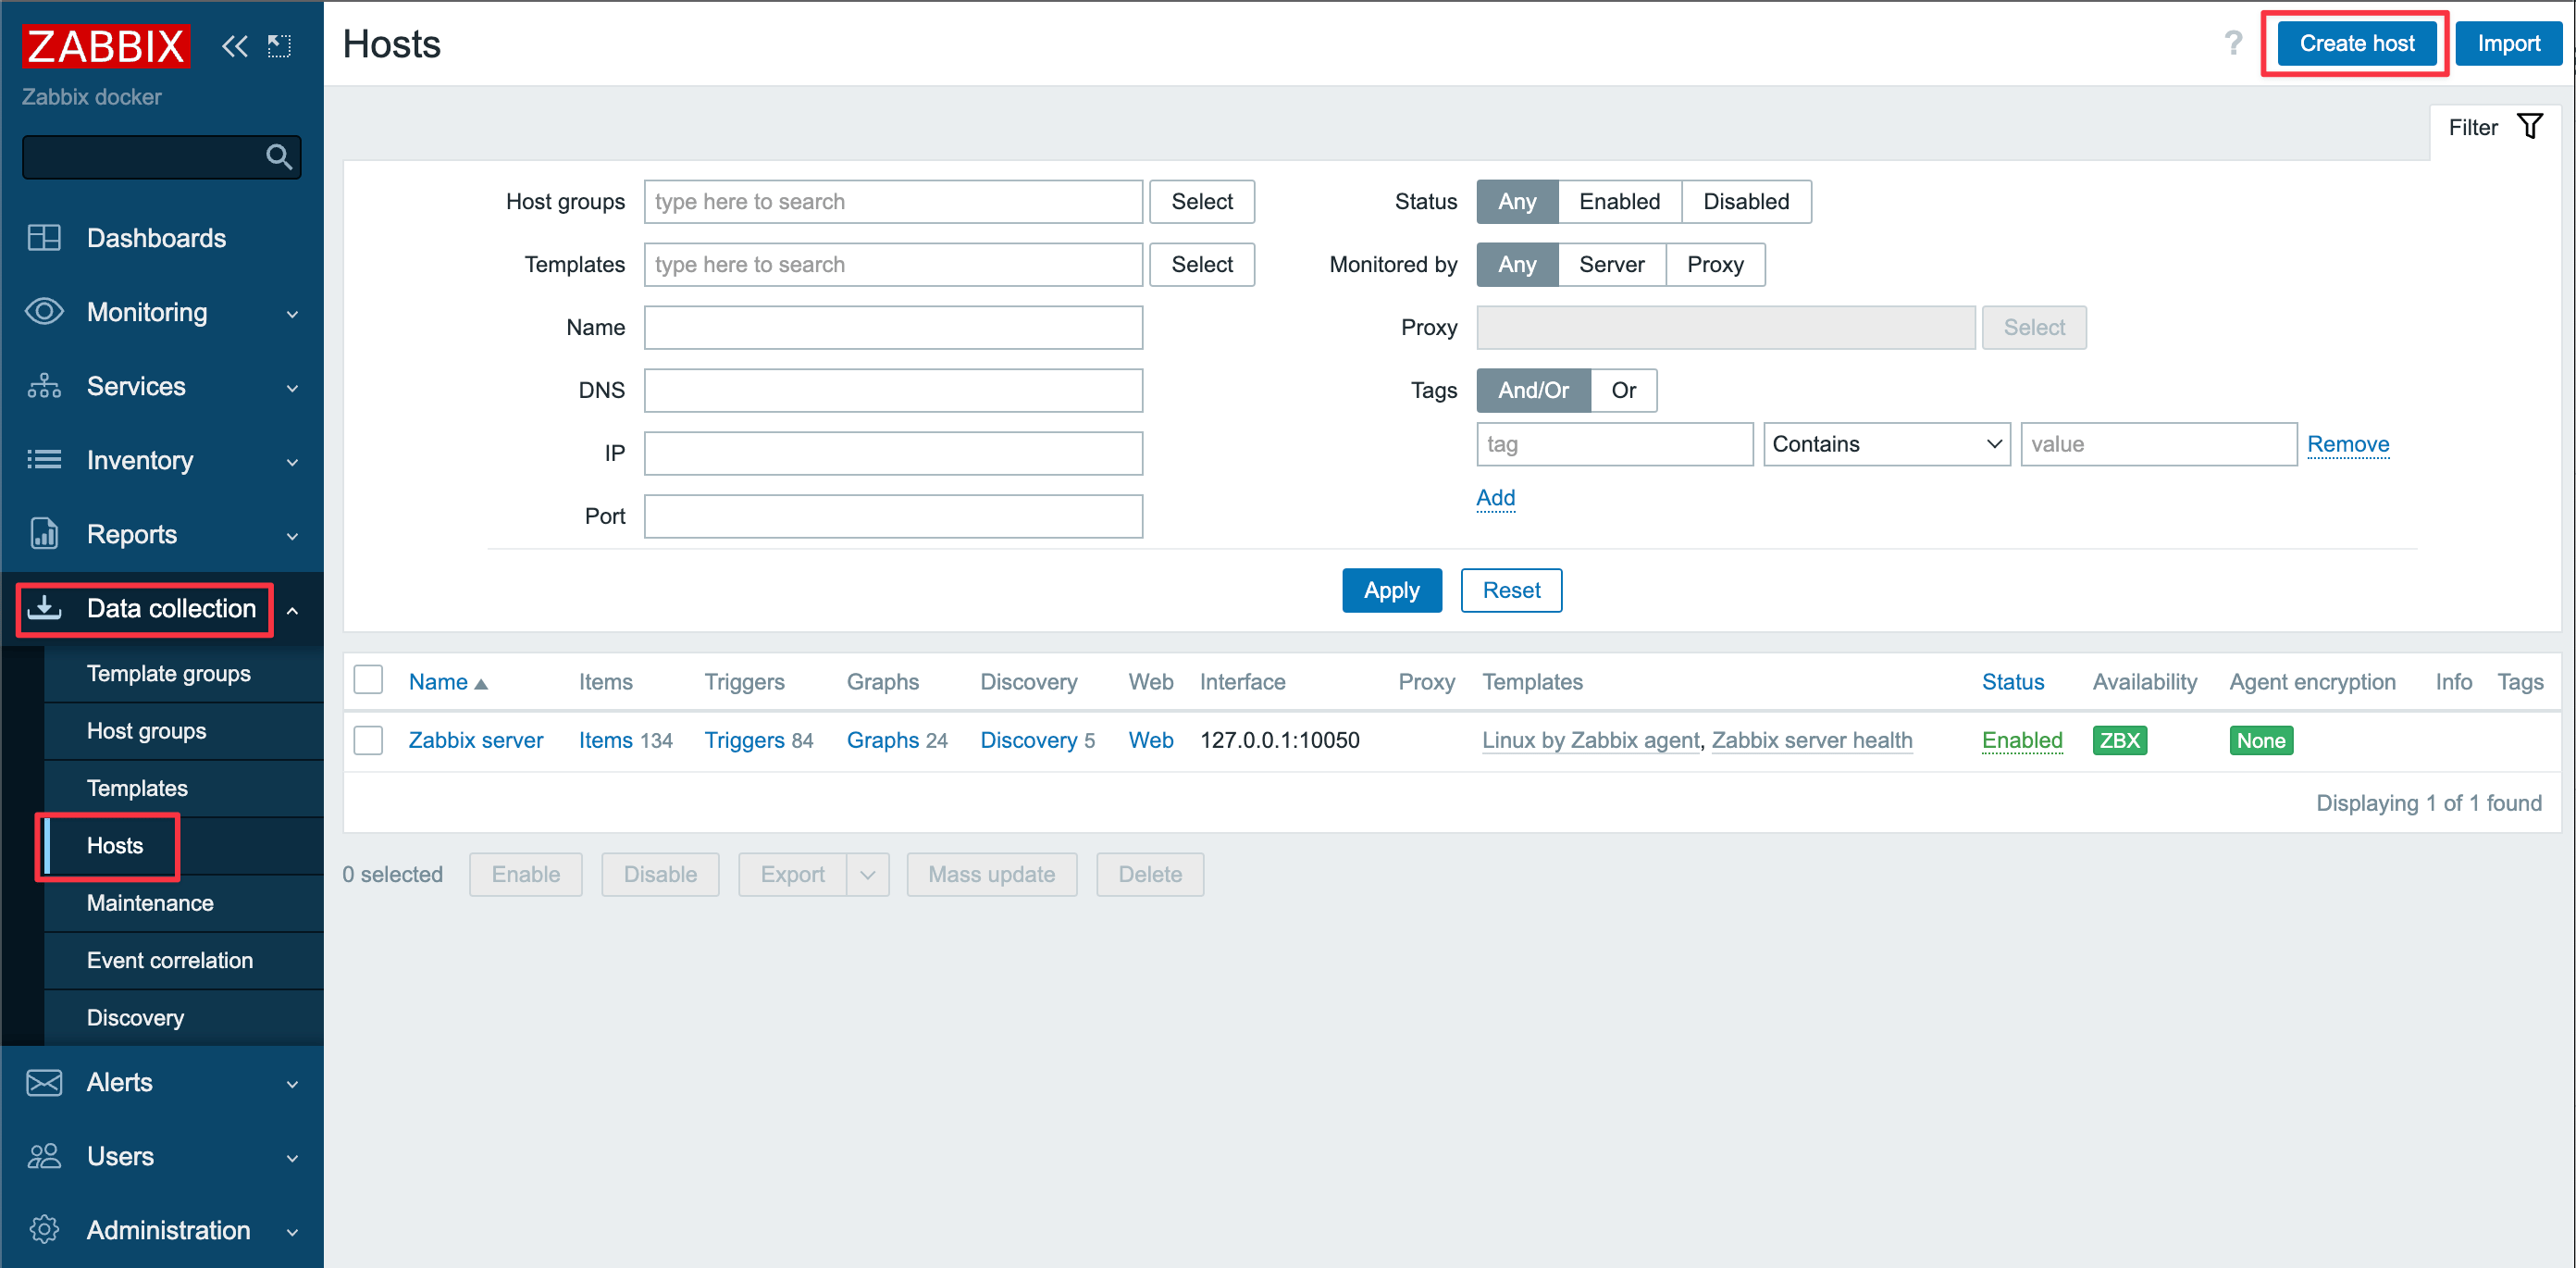 ZABBIX
Zabbix docker
Dashboards
Monitoring
Services
Inventory
Reports
Data collection
Template groups
Host groups
Templates
Hosts
Maintenance
Event correlation
Discovery
Alerts
Users
Administration
Hosts
? Create host Import
Filter
Host groups type here to search Select
Templates type here to search Select
Name
DNS
IP
Port
Status Any Enabled Disabled
Monitored by Any Server Proxy
Proxy Select
Tags And/Or Or
tag Contains value Remove
Add
Apply Reset
Name Items Triggers Graphs Discovery Web Interface Proxy Templates Status Availability Agent encryption Info Tags
Zabbix server Items 134 Triggers 84 Graphs 24 Discovery 5 Web 127.0.0.1:10050 Linux by Zabbix agent, Zabbix server health Enabled ZBX None
Displaying 1 of 1 found
0 selected Enable Disable Export Mass update Delete